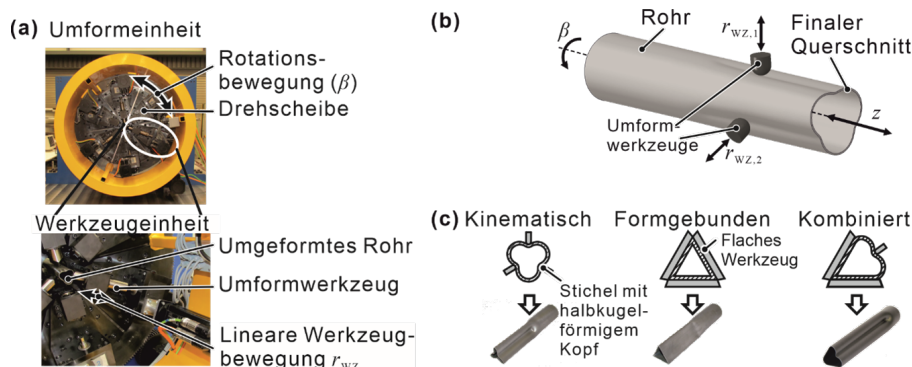 (a)
Umformeinheit
Rotations-
bewegung (β)
Drehscheibe
Werkzeugeinheit
Umgeformtes Rohr
Umformwerkzeug
Lineare Werkzeug-
bewegung r_WZ
(b)
β
Rohr
r_WZ,1
Finaler
Querschnitt
z
Umform-
werkzeuge
r_WZ,2
(c)
Kinematisch
Formgebunden
Kombiniert
Flaches
Werkzeug
Stichel mit
halbkugel-
förmigem
Kopf